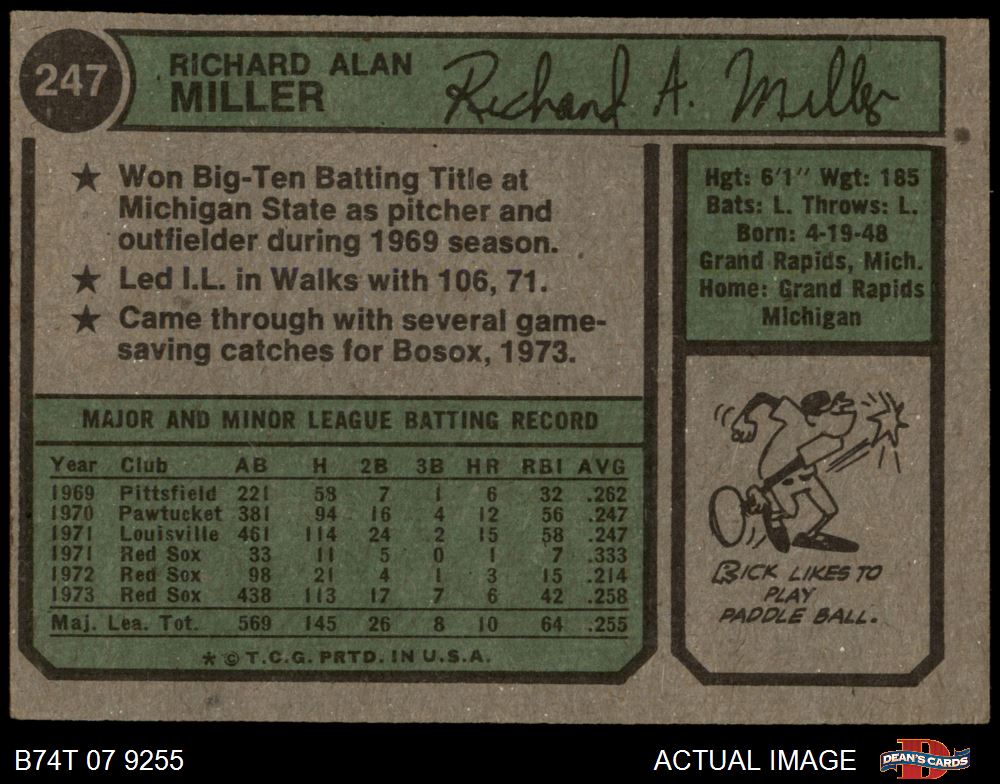 247
RICHARD ALAN
MILLER
Richard A. Miller
★ Won Big-Ten Batting Title at
Michigan State as pitcher and
outfielder during 1969 season.
★ Led I.L. in Walks with 106, 71.
★ Came through with several game-
saving catches for Bosox, 1973.
Hgt: 6'1" Wgt: 185
Bats: L. Throws: L.
Born: 4-19-48
Grand Rapids, Mich.
Home: Grand Rapids
Michigan
MAJOR AND MINOR LEAGUE BATTING RECORD
Year Club AB H 2B 3B HR RBI AVG
1969 Pittsfield 221 58 7 1 6 32 .262
1970 Pawtucket 381 94 16 4 12 56 .247
1971 Louisville 461 114 24 2 15 58 .247
1971 Red Sox 33 11 5 0 1 7 .333
1972 Red Sox 98 21 4 1 3 15 .214
1973 Red Sox 438 113 17 7 6 42 .258
Maj. Lea. Tot. 569 145 26 8 10 64 .255
* © T.C.G. PRTD. IN U.S.A.
RICK LIKES TO
PLAY
PADDLE BALL.
B74T 07 9255
ACTUAL IMAGE
DEAN'S CARDS